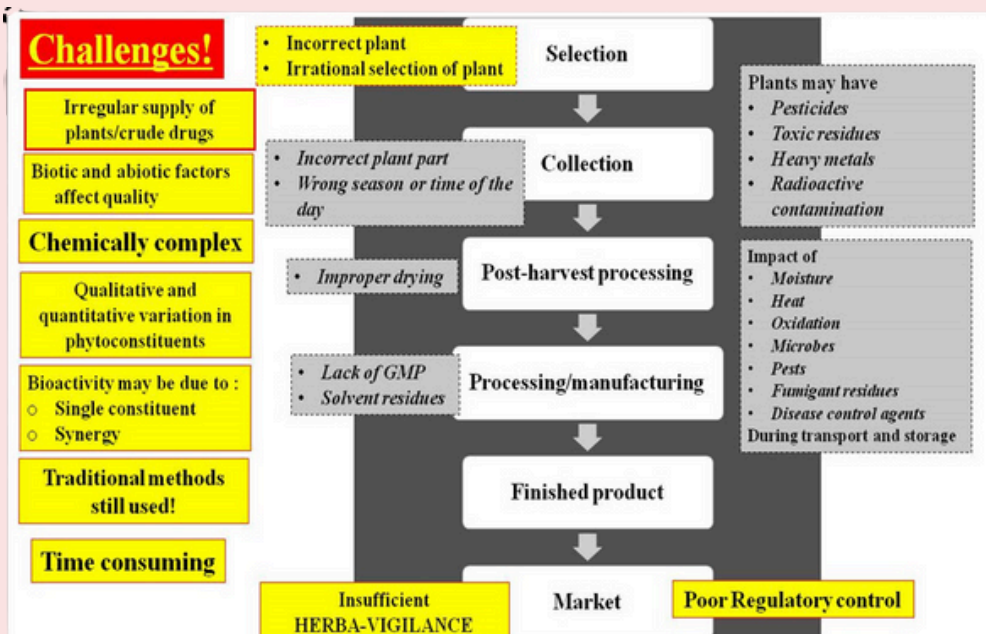 Challenges!
Irregular supply of
plants/crude drugs
Biotic and abiotic factors
affect quality
Chemically complex
Qualitative and
quantitative variation in
phytoconstituents
Bioactivity may be due to :
o Single constituent
o Synergy
Traditional methods
still used!
Time consuming
• Incorrect plant
• Irrational selection of plant
Selection
• Incorrect plant part
• Wrong season or time of the
day
Collection
Plants may have
• Pesticides
• Toxic residues
• Heavy metals
• Radioactive
contamination
• Improper drying
Post-harvest processing
Impact of
• Moisture
• Heat
• Oxidation
• Microbes
• Pests
• Fumigant residues
• Disease control agents
During transport and storage
• Lack of GMP
• Solvent residues
Processing/manufacturing
Finished product
Insufficient
HERBA-VIGILANCE
Market
Poor Regulatory control